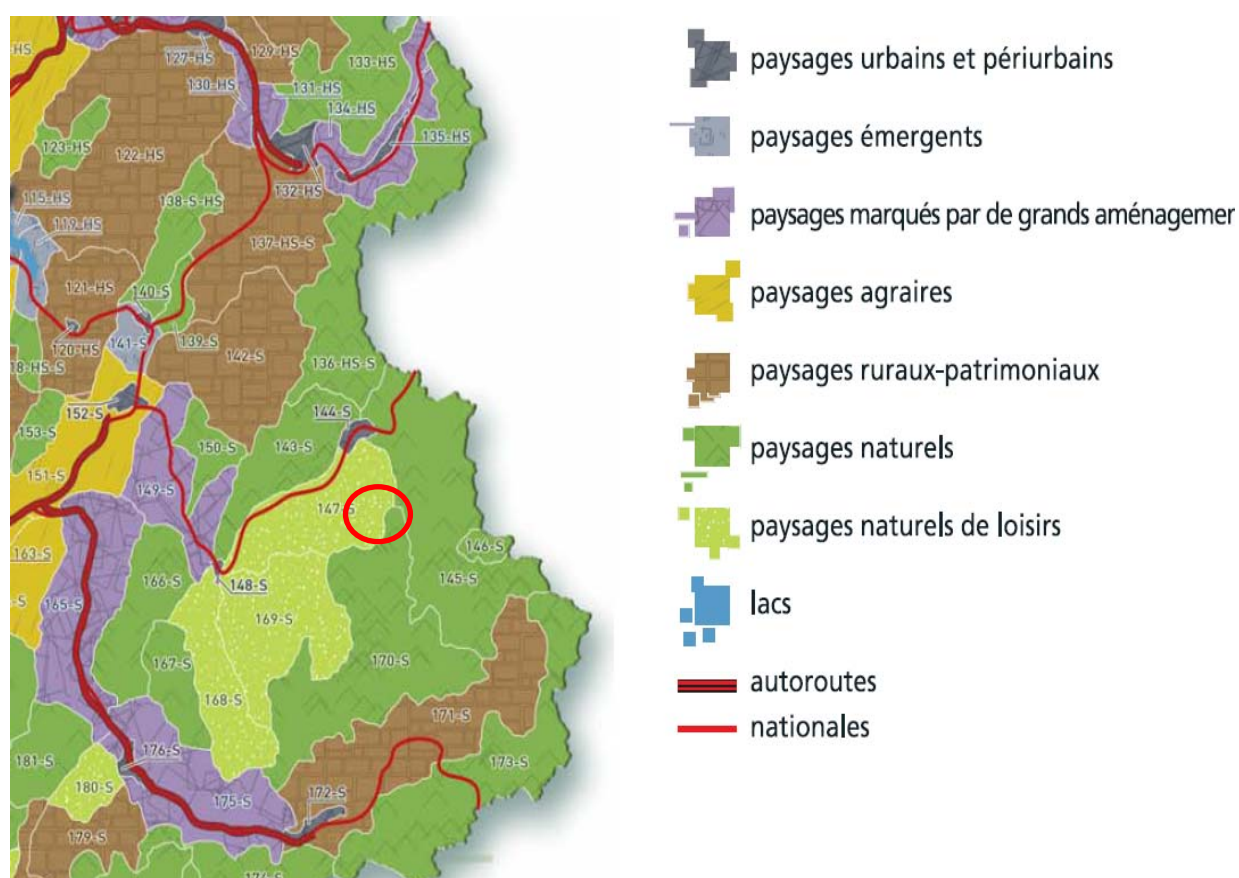 -HS
127-HS
129-HS
133-HS
130-HS
131-HS
134-HS
135-HS
123-HS
122-HS
132-HS
115-HS
138-S-HS
119-HS
137-HS-S
121-HS
140-S
141-S
139-S
120-HS
142-S
136-HS-S
18-HS-S
152-S
144-S
153-S
150-S
143-S
151-S
149-S
147-S
163-S
146-S
166-S
148-S
145-S
-S
165-S
169-S
167-S
170-S
168-S
171-S
176-S
173-S
181-S
180-S
175-S
172-S
179-S
174-S
paysages urbains et périurbains
paysages émergents
paysages marqués par de grands aménagemer
paysages agraires
paysages ruraux-patrimoniaux
paysages naturels
paysages naturels de loisirs
lacs
autoroutes
nationales